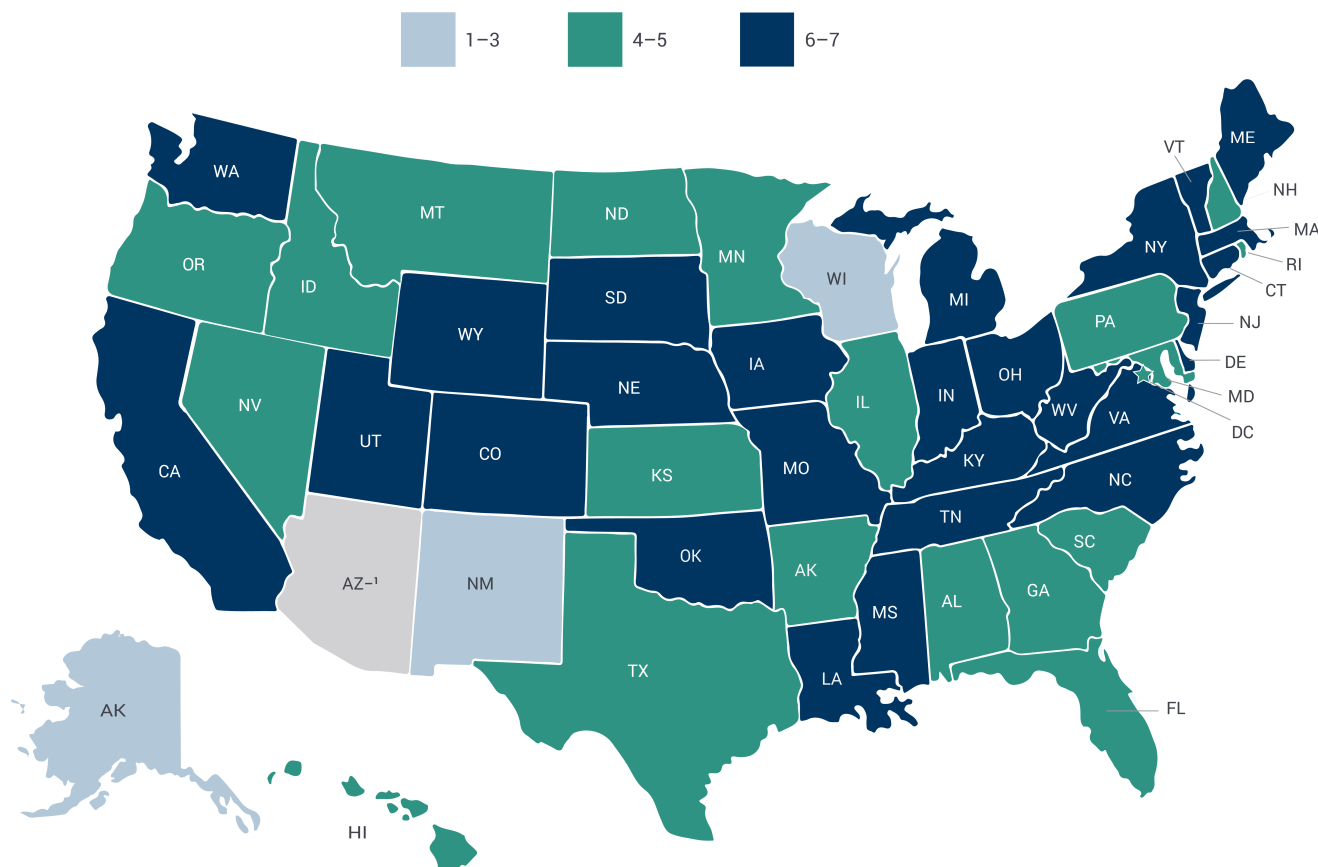 1–3 4–5 6–7
ME
VT
WA
NH
MT
ND
MA
NY
MN
OR
RI
WI
ID
CT
SD
MI
PA
NJ
WY
DE
IA
OH
NE
IN
MD
IL
NV
WV
VA
DC
UT
CO
KY
MO
CA
KS
NC
TN
SC
OK
AK
AZ–¹
NM
GA
AL
MS
TX
LA
FL
AK
HI